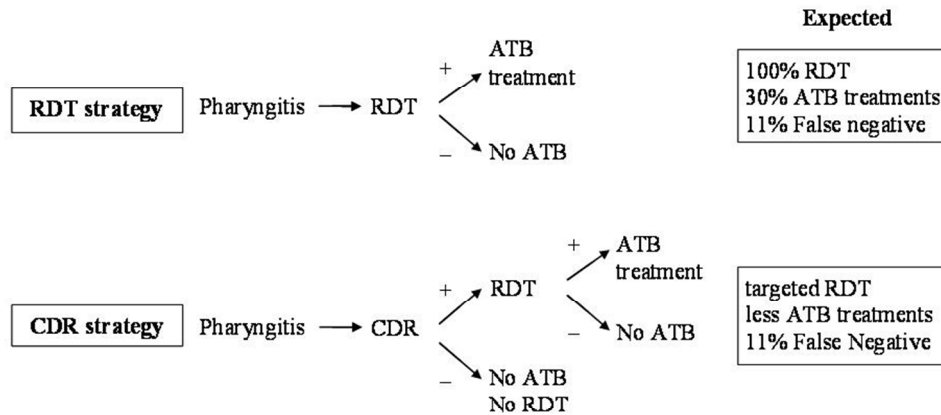 Expected
+
ATB
treatment
RDT strategy
Pharyngitis
RDT
−
No ATB
100% RDT
30% ATB treatments
11% False negative
CDR strategy
Pharyngitis
CDR
+
RDT
+
ATB
treatment
−
No ATB
−
No ATB
No RDT
targeted RDT
less ATB treatments
11% False Negative